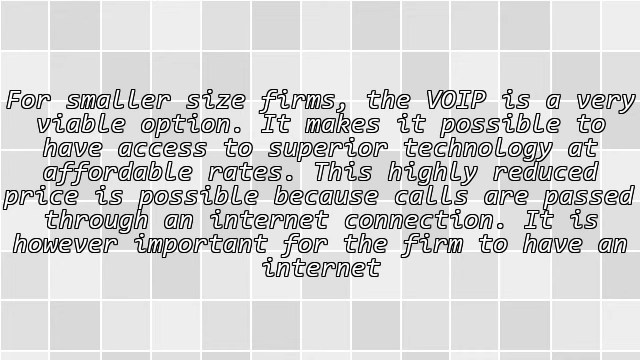 For smaller size firms, the VOIP is a very
viable option. It makes it possible to
have access to superior technology at
affordable rates. This highly reduced
price is possible because calls are passed
through an internet connection. It is
however important for the firm to have an
internet